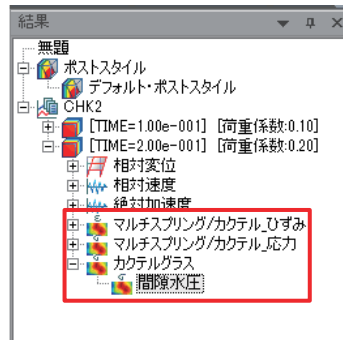 結果
無題
ポストスタイル
デフォルト・ポストスタイル
CHK2
[TIME=1.00e-001] [荷重係数:0.10]
[TIME=2.00e-001] [荷重係数:0.20]
相対変位
相対速度
絶対加速度
マルチスプリング/カクテル_ひずみ
マルチスプリング/カクテル_応力
カクテルグラス
間隙水圧